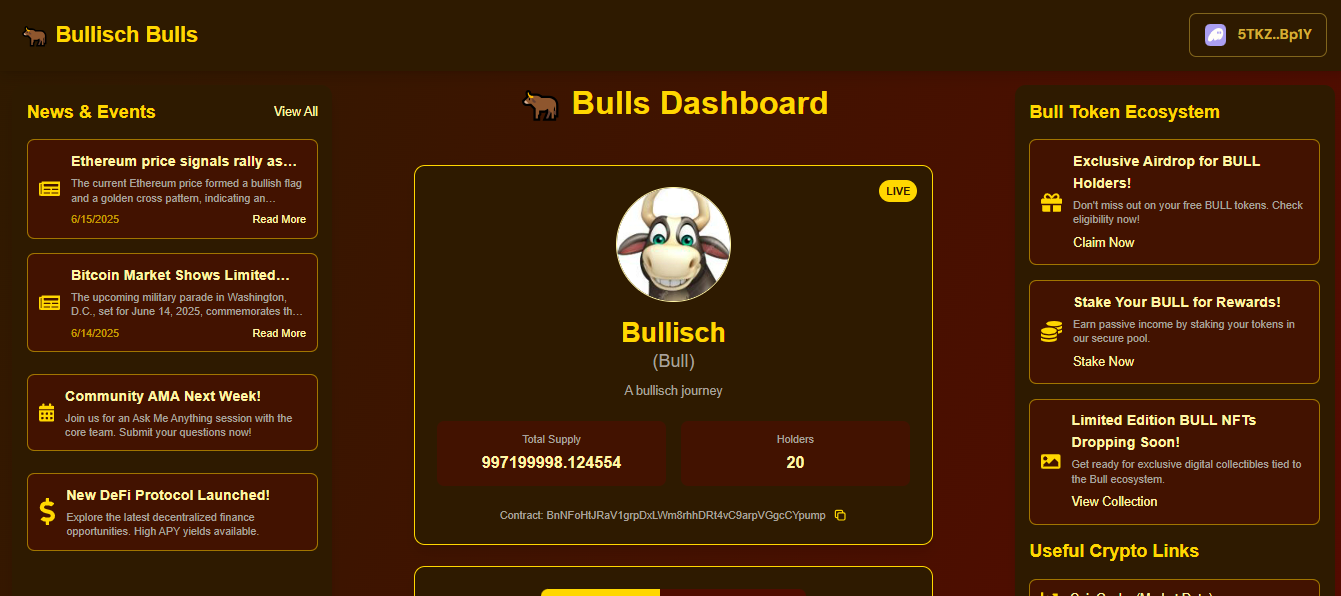 Bullisch Bulls
5TKZ..Bp1Y
News & Events
View All
Ethereum price signals rally as...
The current Ethereum price formed a bullish flag
and a golden cross pattern, indicating an...
6/15/2025
Read More
Bitcoin Market Shows Limited...
The upcoming military parade in Washington,
D.C., set for June 14, 2025, commemorates th...
6/14/2025
Read More
Community AMA Next Week!
Join us for an Ask Me Anything session with the
core team. Submit your questions now!
New DeFi Protocol Launched!
Explore the latest decentralized finance
opportunities. High APY yields available.
Bulls Dashboard
LIVE
Bullisch
(Bull)
A bullisch journey
Total Supply
997199998.124554
Holders
20
Contract: BnNFoHtJRaV1grpDxLWm8rhhDRt4vC9arpVGgcCYpump
Bull Token Ecosystem
Exclusive Airdrop for BULL
Holders!
Don't miss out on your free BULL tokens. Check
eligibility now!
Claim Now
Stake Your BULL for Rewards!
Earn passive income by staking your tokens in
our secure pool.
Stake Now
Limited Edition BULL NFTs
Dropping Soon!
Get ready for exclusive digital collectibles tied to
the Bull ecosystem.
View Collection
Useful Crypto Links